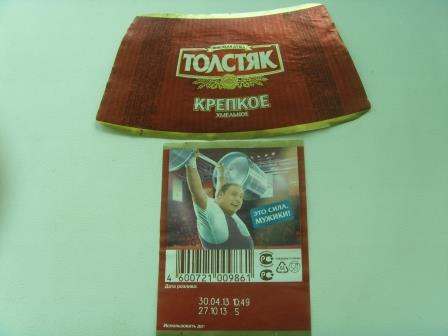 ТОЛСТЯК
КРЕПКОЕ
ХМЕЛЬНОЕ
ЭТО СИЛА,
МУЖИКИ!
4 600721 009861
Дата розлива:
30.04.13 10:49
27.10.13 S
Использовать до: